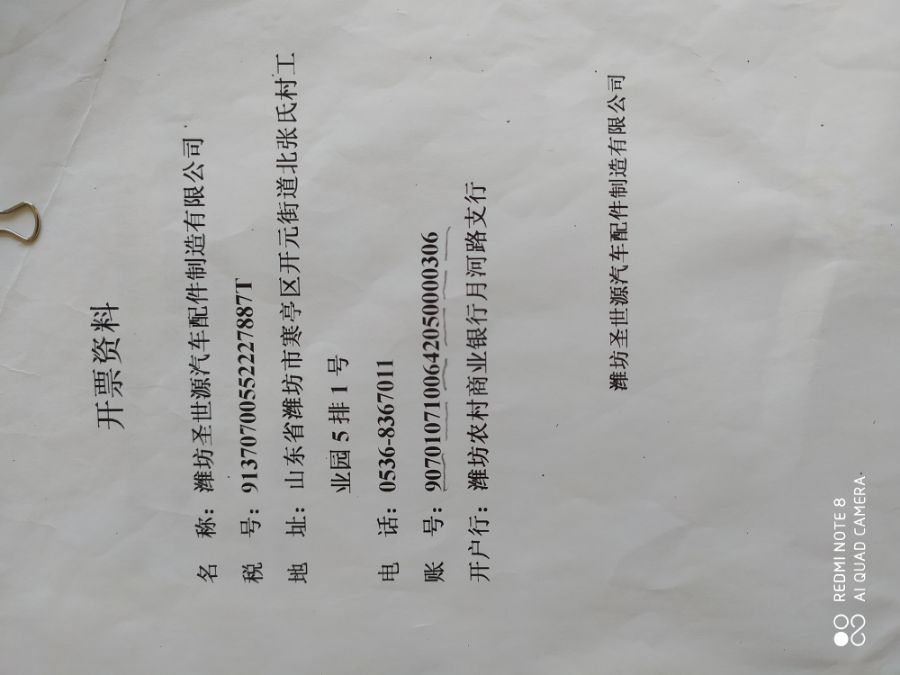 开票资料
名 称：潍坊圣世源汽车配件制造有限公司
税 号：91370700552227887T
地 址：山东省潍坊市寒亭区开元街道北张氏村工
业园 5 排 1 号
电 话：0536-8367011
账 号：9070107100642050000306
开户行：潍坊农村商业银行月河路支行
潍坊圣世源汽车配件制造有限公司
REDMI NOTE 8
AI QUAD CAMERA